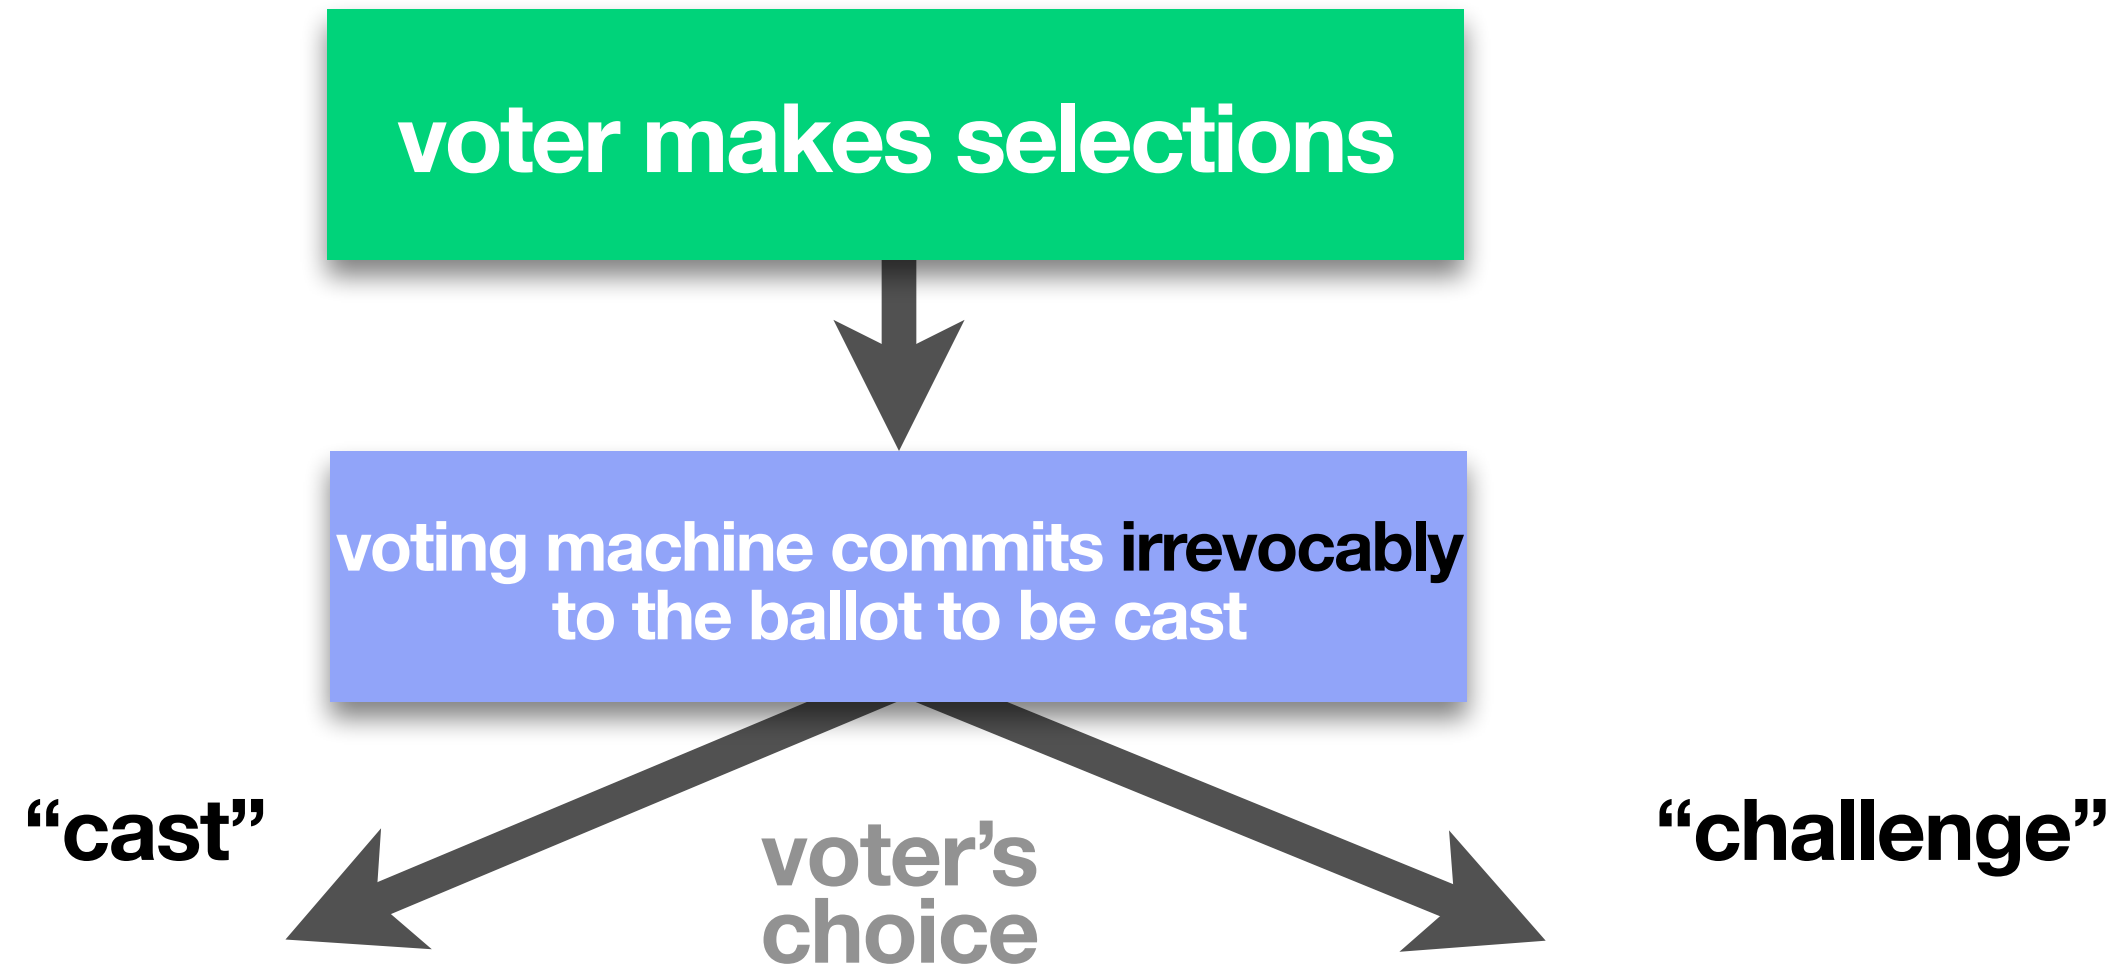 voter makes selections
voting machine commits irrevocably
to the ballot to be cast
“cast”
voter’s
choice
“challenge”